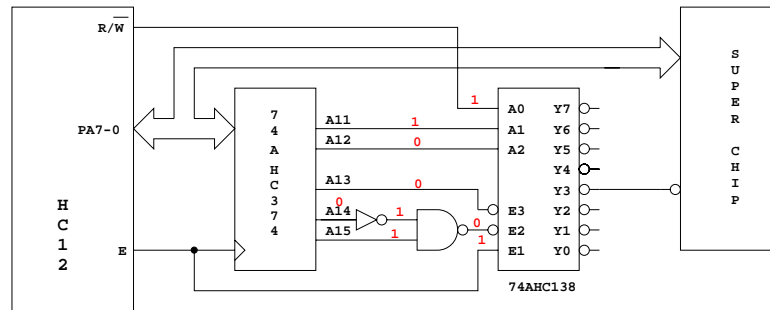 R/W
PA7-0
HC12
E
74AHC374
A11
A12
A13
A14
A15
1
1
0
0
0
1
1
0
1
A0
A1
A2
E3
E2
E1
Y7
Y6
Y5
Y4
Y3
Y2
Y1
Y0
74AHC138
SUPER CHIP